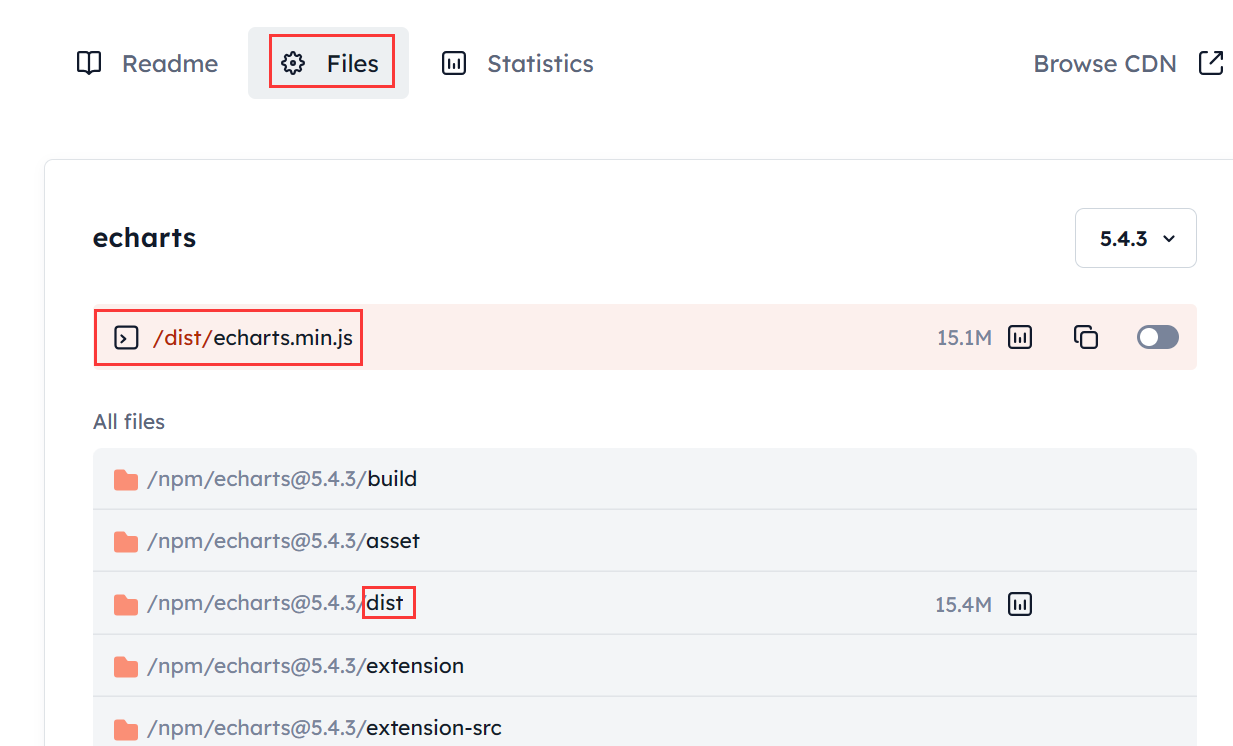 Readme Files Statistics Browse CDN
echarts 5.4.3
/dist/echarts.min.js 15.1M
All files
/npm/echarts@5.4.3/build
/npm/echarts@5.4.3/asset
/npm/echarts@5.4.3/dist 15.4M
/npm/echarts@5.4.3/extension
/npm/echarts@5.4.3/extension-src